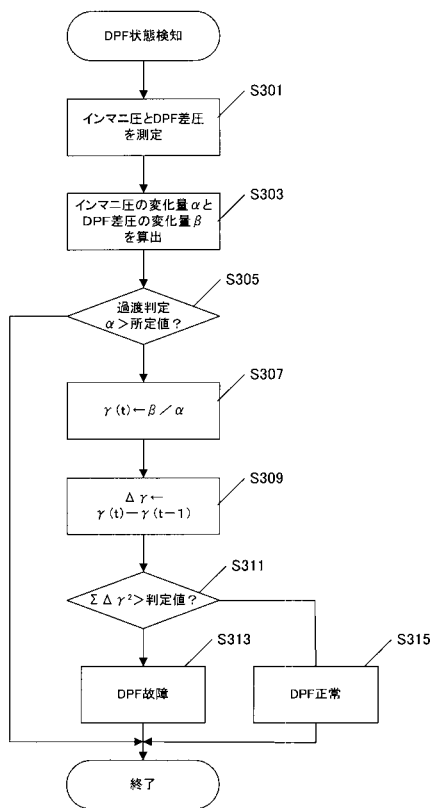 DPF状態検知
S301
インマニ圧とDPF差圧
を測定
S303
インマニ圧の変化量αと
DPF差圧の変化量β
を算出
S305
過渡判定
α>所定値?
S307
γ(t)←β/α
S309
Δγ←
γ(t)-γ(t-1)
S311
ΣΔγ²>判定値?
S313
DPF故障
S315
DPF正常
終了